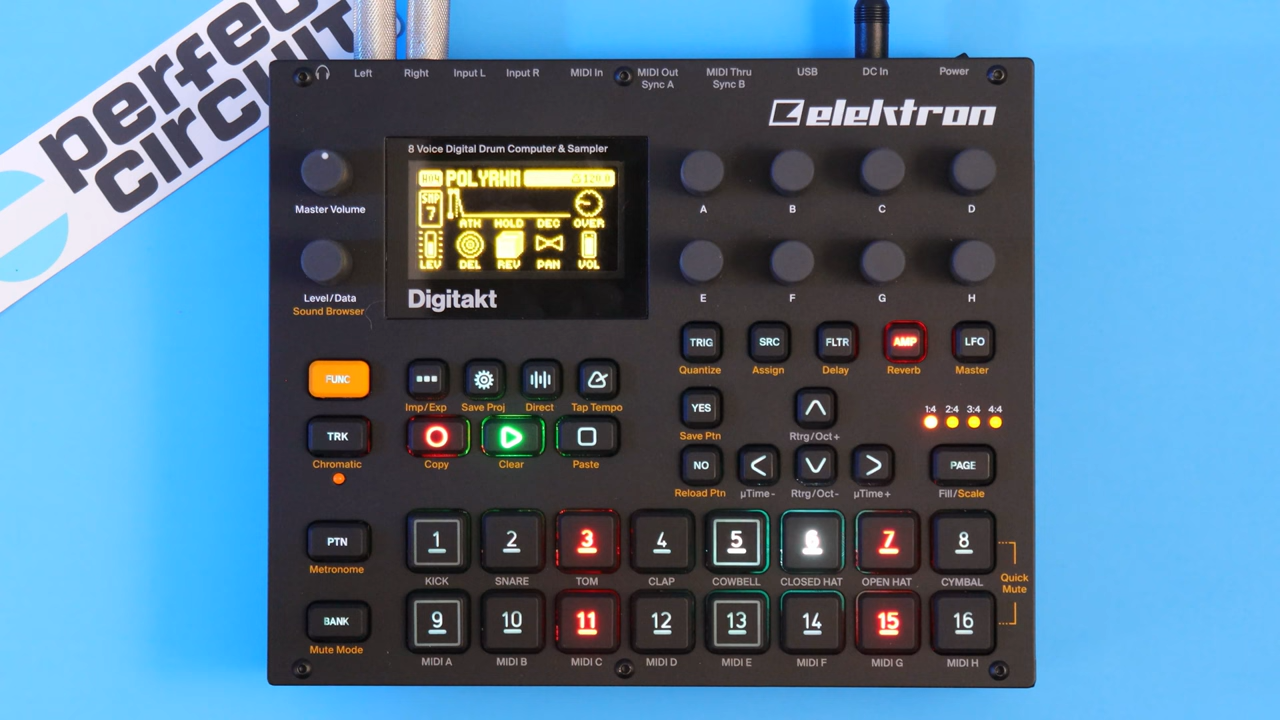 perfect
circuit
Left Right Input L Input R MIDI In MIDI Out MIDI Thru USB DC In Power
Sync A Sync B
elektron
8 Voice Digital Drum Computer & Sampler
POLYRHM 120.0
SMP
7
ATK HOLD DEC OVER
LEV DEL REV PAN VOL
Digitakt
Master Volume
Level/Data
Sound Browser
A B C D
E F G H
TRIG SRC FLTR AMP LFO
Quantize Assign Delay Reverb Master
FUNC
Imp/Exp Save Proj Direct Tap Tempo
TRK
Chromatic
Copy Clear Paste
YES
Save Ptn
Rtrg/Oct+
1:4 2:4 3:4 4:4
NO
Reload Ptn
µTime- Rtrg/Oct- µTime+
PAGE
Fill/Scale
PTN
Metronome
1 2 3 4 5 6 7 8
KICK SNARE TOM CLAP COWBELL CLOSED HAT OPEN HAT CYMBAL
Quick
Mute
BANK
Mute Mode
9 10 11 12 13 14 15 16
MIDI A MIDI B MIDI C MIDI D MIDI E MIDI F MIDI G MIDI H